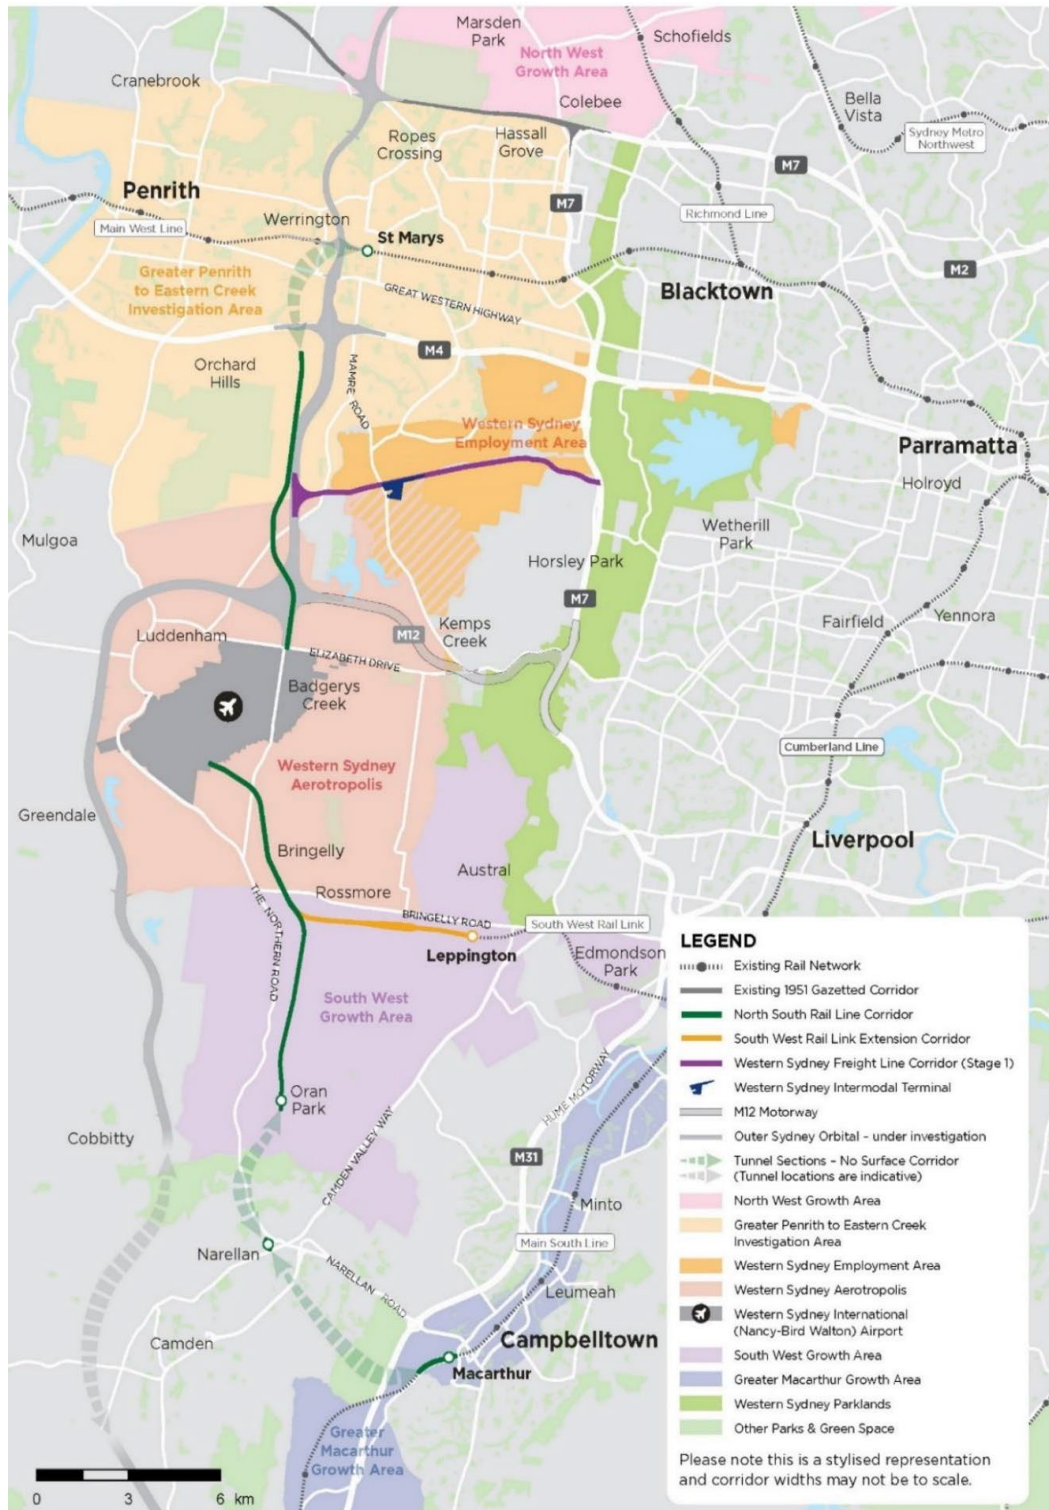 Marsden
Park
Schofields
North West
Growth Area
Cranebrook
Colebee
Bella
Vista
Sydney Metro
Northwest
Ropes
Crossing
Hassall
Grove
M7
Penrith
M7
Werrington
Richmond Line
Main West Line
St Marys
M2
Greater Penrith
to Eastern Creek
Investigation Area
GREAT WESTERN HIGHWAY
Blacktown
M4
Orchard
Hills
MAMRE ROAD
Western Sydney
Employment Area
Parramatta
Holroyd
Mulgoa
Wetherill
Park
Horsley Park
M7
Kemps
Creek
M12
Fairfield
Yennora
Luddenham
ELIZABETH DRIVE
Badgerys
Creek
Cumberland Line
Western Sydney
Aerotropolis
Greendale
Liverpool
Bringelly
Austral
Rossmore
THE NORTHERN ROAD
BRINGELLY ROAD
South West Rail Link
Leppington
Edmondson
Park
South West
Growth Area
Oran
Park
HUME MOTORWAY
Cobbitty
CAMDEN VALLEY WAY
M31
Minto
Main South Line
Narellan
NARELLAN ROAD
Leumeah
Camden
Campbelltown
Macarthur
Greater
Macarthur
Growth Area
0 3 6 km
LEGEND
Existing Rail Network
Existing 1951 Gazetted Corridor
North South Rail Line Corridor
South West Rail Link Extension Corridor
Western Sydney Freight Line Corridor (Stage 1)
Western Sydney Intermodal Terminal
M12 Motorway
Outer Sydney Orbital – under investigation
Tunnel Sections – No Surface Corridor
(Tunnel locations are indicative)
North West Growth Area
Greater Penrith to Eastern Creek
Investigation Area
Western Sydney Employment Area
Western Sydney Aerotropolis
Western Sydney International
(Nancy-Bird Walton) Airport
South West Growth Area
Greater Macarthur Growth Area
Western Sydney Parklands
Other Parks & Green Space
Please note this is a stylised representation
and corridor widths may not be to scale.